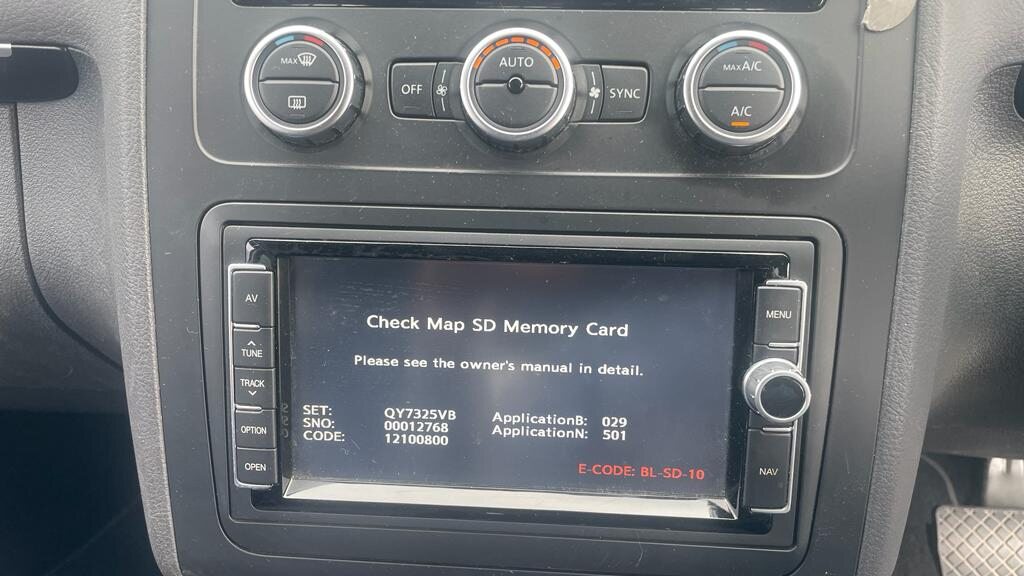 MAX
OFF
AUTO
SYNC
MAX A/C
A/C
AV
TUNE
TRACK
OPTION
OPEN
MENU
NAV
Check Map SD Memory Card
Please see the owner's manual in detail.
SET: QY7325VB ApplicationB: 029
SNO: 00012768 ApplicationN: 501
CODE: 12100800
E-CODE: BL-SD-10